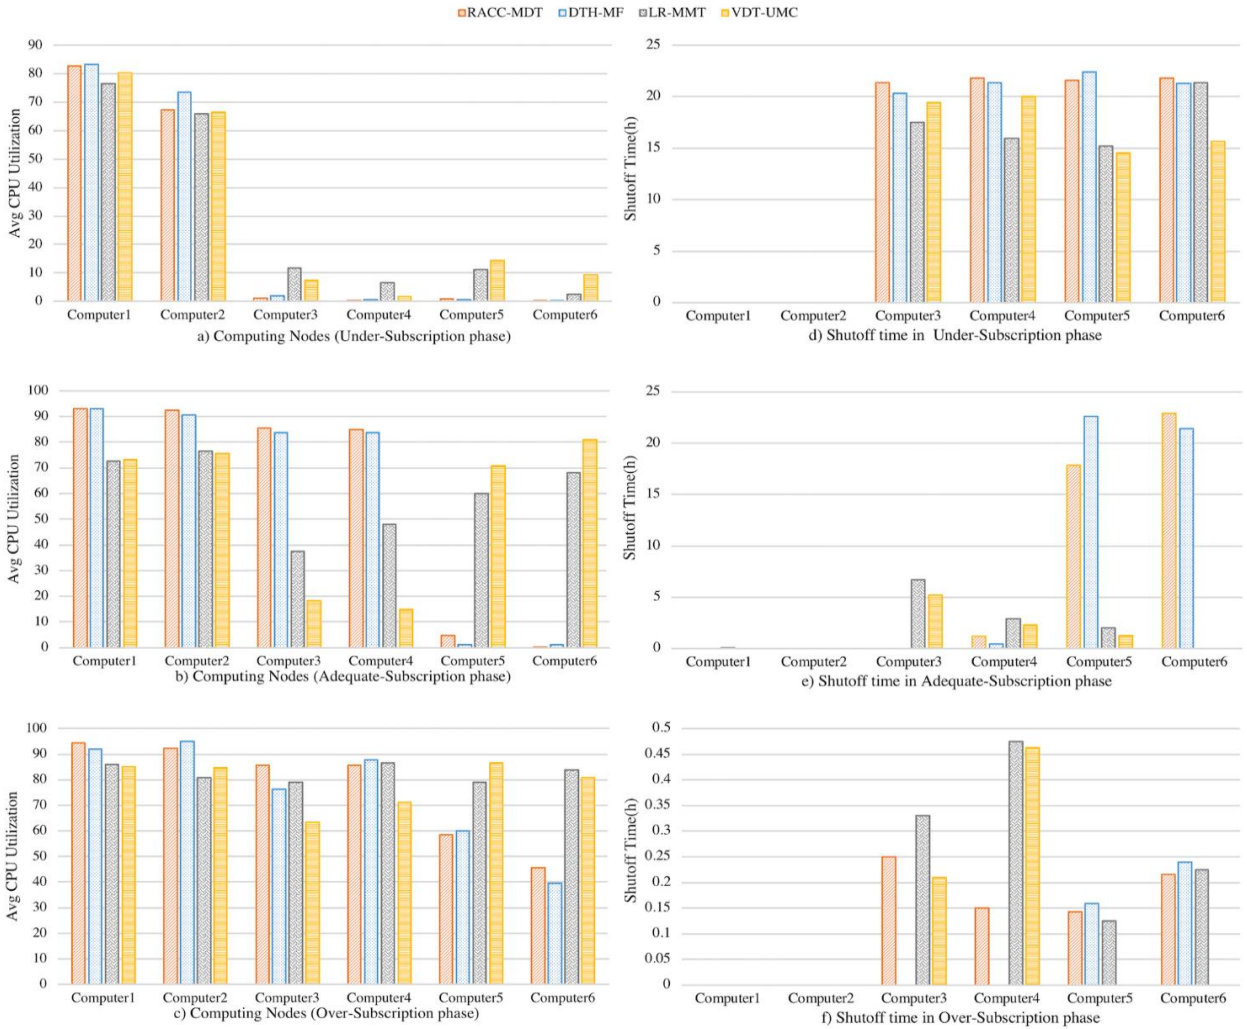 RACC-MDT DTH-MF LR-MMT VDT-UMC
Avg CPU Utilization
90
80
70
60
50
40
30
20
10
0
Computer1 Computer2 Computer3 Computer4 Computer5 Computer6
a) Computing Nodes (Under-Subscription phase)
Shutoff Time(h)
25
20
15
10
5
0
Computer1 Computer2 Computer3 Computer4 Computer5 Computer6
d) Shutoff time in Under-Subscription phase
Avg CPU Utilization
100
90
80
70
60
50
40
30
20
10
0
Computer1 Computer2 Computer3 Computer4 Computer5 Computer6
b) Computing Nodes (Adequate-Subscription phase)
Shutoff Time(h)
25
20
15
10
5
0
Computer1 Computer2 Computer3 Computer4 Computer5 Computer6
e) Shutoff time in Adequate-Subscription phase
Avg CPU Utilization
100
90
80
70
60
50
40
30
20
10
0
Computer1 Computer2 Computer3 Computer4 Computer5 Computer6
c) Computing Nodes (Over-Subscription phase)
Shutoff Time(h)
0.5
0.45
0.4
0.35
0.3
0.25
0.2
0.15
0.1
0.05
0
Computer1 Computer2 Computer3 Computer4 Computer5 Computer6
f) Shutoff time in Over-Subscription phase